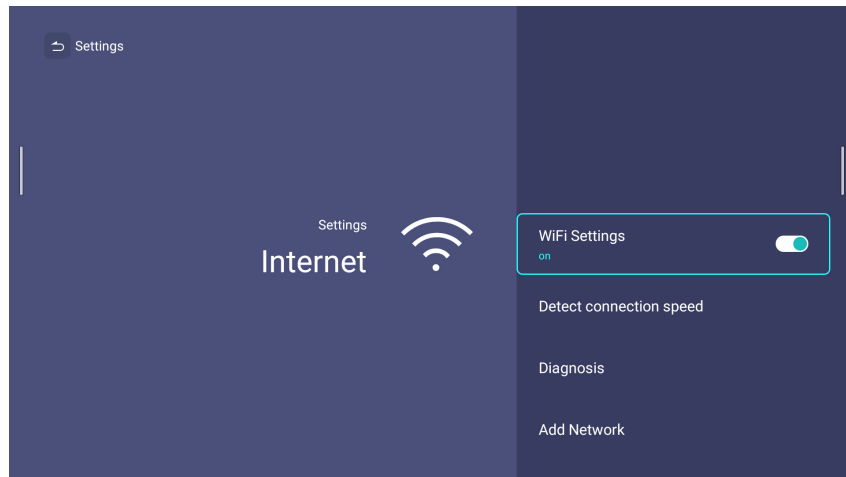 Settings
Settings
Internet
WiFi Settings
on
Detect connection speed
Diagnosis
Add Network